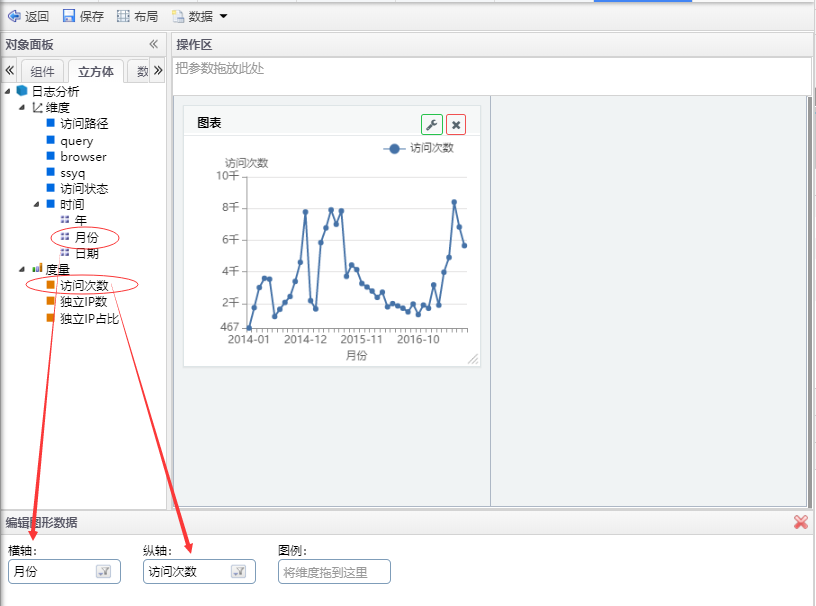 返回 保存 布局 数据
对象面板
组件 立方体 数
日志分析
维度
访问路径
query
browser
ssyq
访问状态
时间
年
月份
日期
度量
访问次数
独立IP数
独立IP占比
操作区
把参数拖放此处
图表
访问次数
访问次数
10千
8千
6千
4千
2千
467
2014-01 2014-12 2015-11 2016-10
月份
编辑图形数据
横轴: 纵轴: 图例:
月份 访问次数 将维度拖到这里